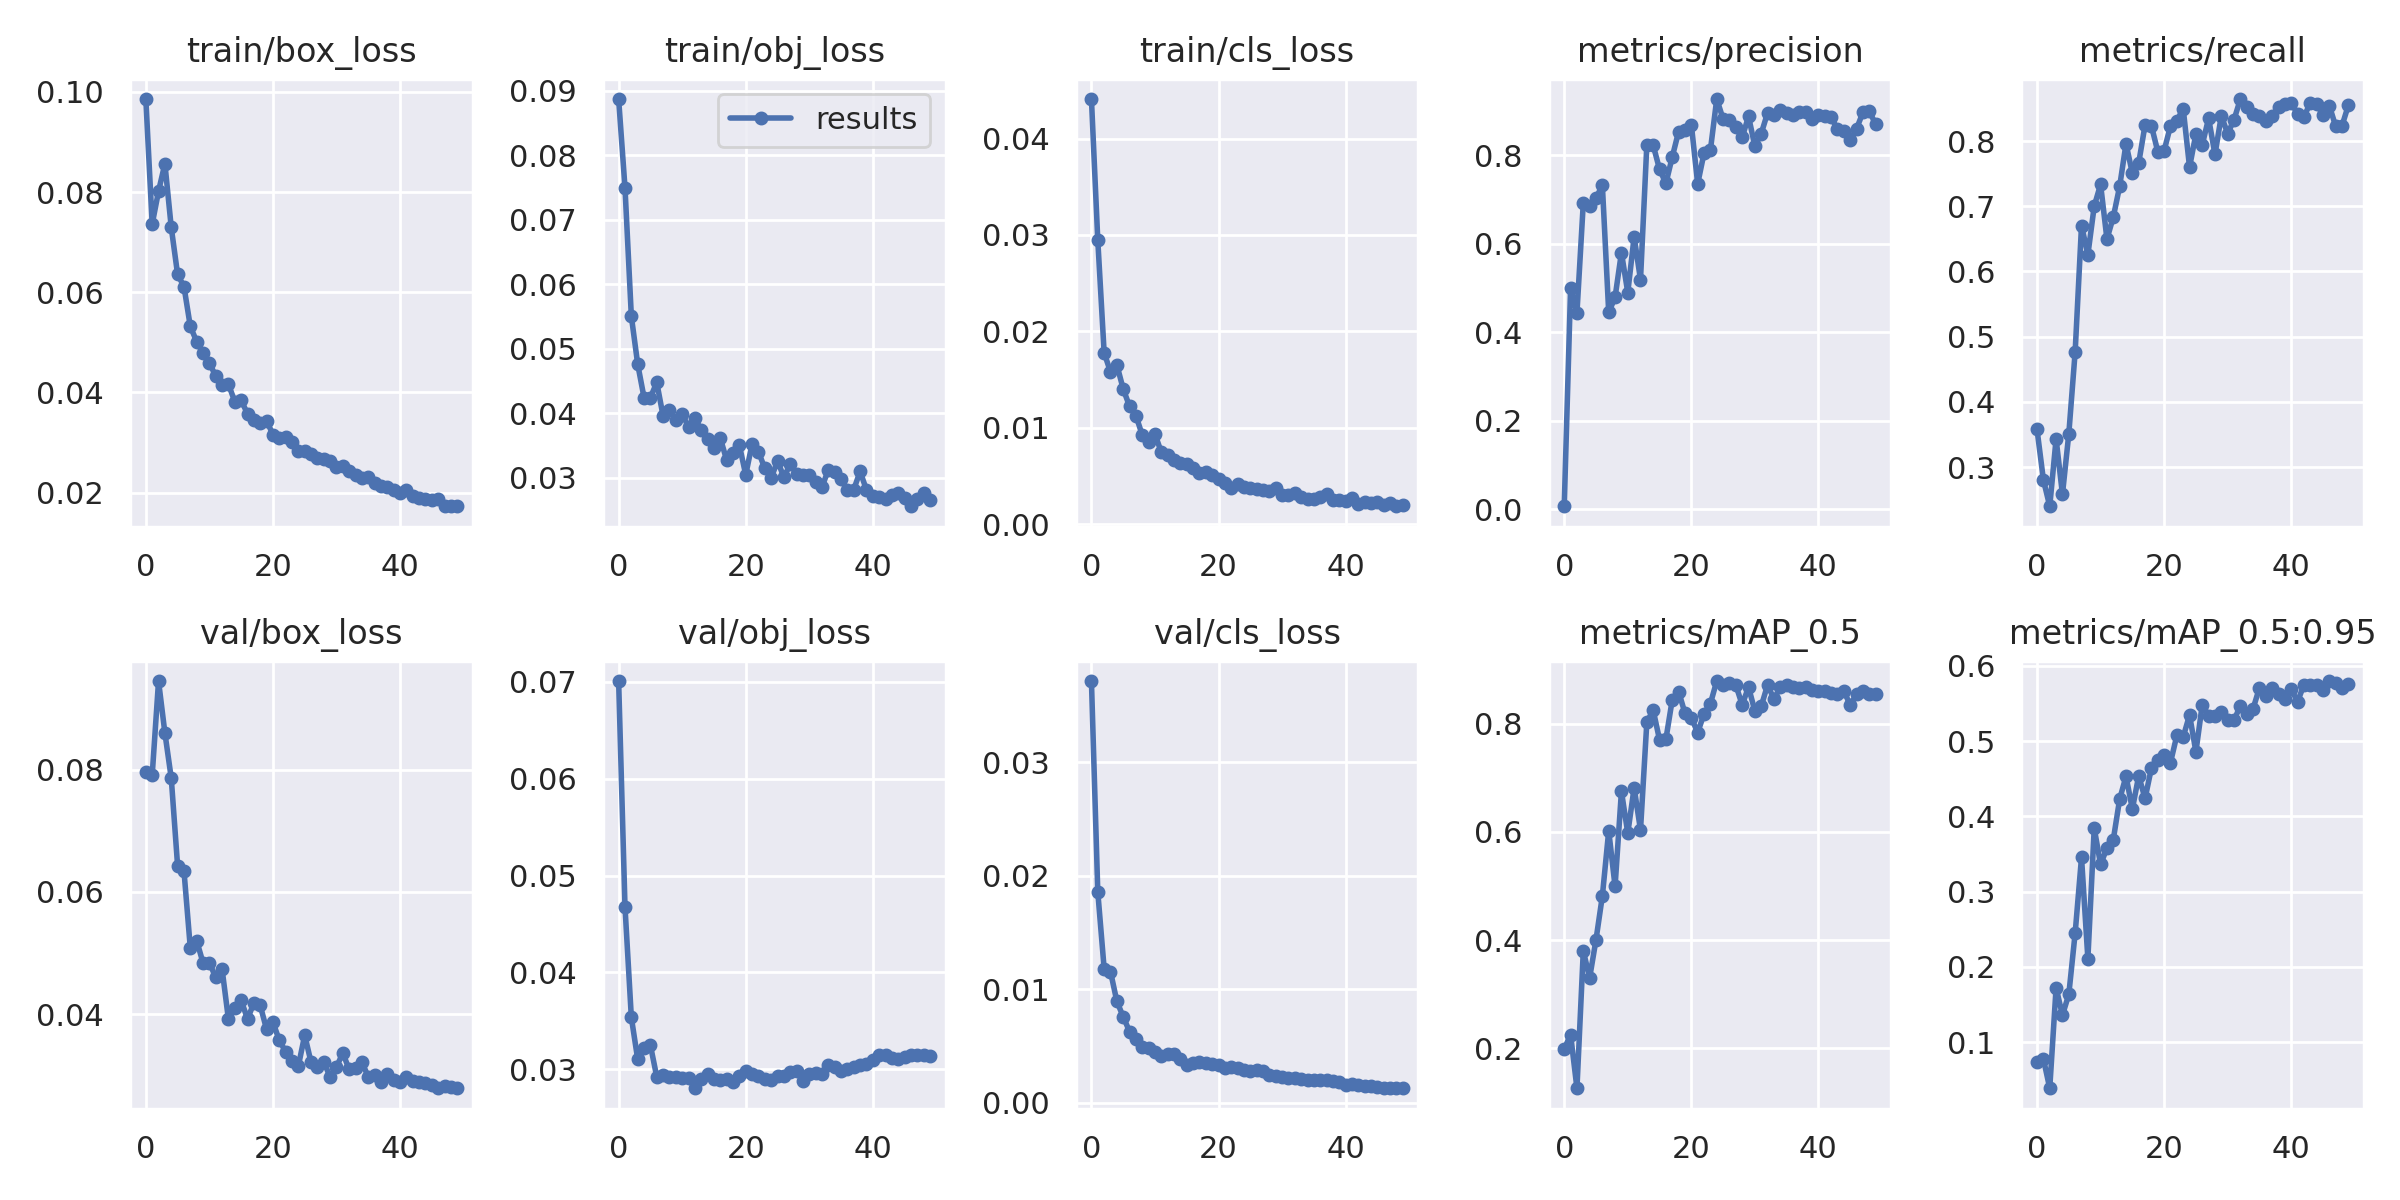 train/box_loss
0.10
0.08
0.06
0.04
0.02
0 20 40
train/obj_loss
results
0.09
0.08
0.07
0.06
0.05
0.04
0.03
0 20 40
train/cls_loss
0.04
0.03
0.02
0.01
0.00
0 20 40
metrics/precision
0.8
0.6
0.4
0.2
0.0
0 20 40
metrics/recall
0.8
0.7
0.6
0.5
0.4
0.3
0 20 40
val/box_loss
0.08
0.06
0.04
0 20 40
val/obj_loss
0.07
0.06
0.05
0.04
0.03
0 20 40
val/cls_loss
0.03
0.02
0.01
0.00
0 20 40
metrics/mAP_0.5
0.8
0.6
0.4
0.2
0 20 40
metrics/mAP_0.5:0.95
0.6
0.5
0.4
0.3
0.2
0.1
0 20 40